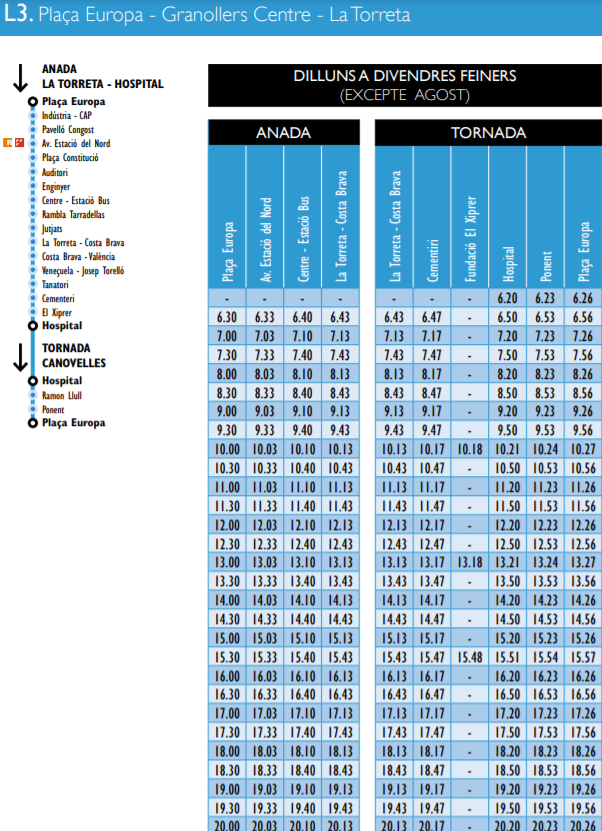 L3. Plaça Europa - Granollers Centre - La Torreta
ANADA
LA TORRETA - HOSPITAL
Plaça Europa
Indústria - CAP
Pavelló Congost
Av. Estació del Nord
Plaça Constitució
Auditori
Enginyer
Centre - Estació Bus
Rambla Tarradellas
Jutjats
La Torreta - Costa Brava
Costa Brava - València
Veneçuela - Josep Torelló
Tanatori
Cementeri
El Xiprer
Hospital
TORNADA
CANOVELLES
Hospital
Ramon Llull
Ponent
Plaça Europa
DILLUNS A DIVENDRES FEINERS
(EXCEPTE AGOST)
ANADA TORNADA
Plaça Europa
Av. Estació del Nord
Centre - Estació Bus
La Torreta - Costa Brava
La Torreta - Costa Brava
Cementiri
Fundació El Xiprer
Hospital
Ponent
Plaça Europa
- - - - - - - 6.20 6.23 6.26
6.30 6.33 6.40 6.43 6.43 6.47 - 6.50 6.53 6.56
7.00 7.03 7.10 7.13 7.13 7.17 - 7.20 7.23 7.26
7.30 7.33 7.40 7.43 7.43 7.47 - 7.50 7.53 7.56
8.00 8.03 8.10 8.13 8.13 8.17 - 8.20 8.23 8.26
8.30 8.33 8.40 8.43 8.43 8.47 - 8.50 8.53 8.56
9.00 9.03 9.10 9.13 9.13 9.17 - 9.20 9.23 9.26
9.30 9.33 9.40 9.43 9.43 9.47 - 9.50 9.53 9.56
10.00 10.03 10.10 10.13 10.13 10.17 10.18 10.21 10.24 10.27
10.30 10.33 10.40 10.43 10.43 10.47 - 10.50 10.53 10.56
11.00 11.03 11.10 11.13 11.13 11.17 - 11.20 11.23 11.26
11.30 11.33 11.40 11.43 11.43 11.47 - 11.50 11.53 11.56
12.00 12.03 12.10 12.13 12.13 12.17 - 12.20 12.23 12.26
12.30 12.33 12.40 12.43 12.43 12.47 - 12.50 12.53 12.56
13.00 13.03 13.10 13.13 13.13 13.17 13.18 13.21 13.24 13.27
13.30 13.33 13.40 13.43 13.43 13.47 - 13.50 13.53 13.56
14.00 14.03 14.10 14.13 14.13 14.17 - 14.20 14.23 14.26
14.30 14.33 14.40 14.43 14.43 14.47 - 14.50 14.53 14.56
15.00 15.03 15.10 15.13 15.13 15.17 - 15.20 15.23 15.26
15.30 15.33 15.40 15.43 15.43 15.47 15.48 15.51 15.54 15.57
16.00 16.03 16.10 16.13 16.13 16.17 - 16.20 16.23 16.26
16.30 16.33 16.40 16.43 16.43 16.47 - 16.50 16.53 16.56
17.00 17.03 17.10 17.13 17.13 17.17 - 17.20 17.23 17.26
17.30 17.33 17.40 17.43 17.43 17.47 - 17.50 17.53 17.56
18.00 18.03 18.10 18.13 18.13 18.17 - 18.20 18.23 18.26
18.30 18.33 18.40 18.43 18.43 18.47 - 18.50 18.53 18.56
19.00 19.03 19.10 19.13 19.13 19.17 - 19.20 19.23 19.26
19.30 19.33 19.40 19.43 19.43 19.47 - 19.50 19.53 19.56
20.00 20.03 20.10 20.13 20.13 20.17 - 20.20 20.23 20.26